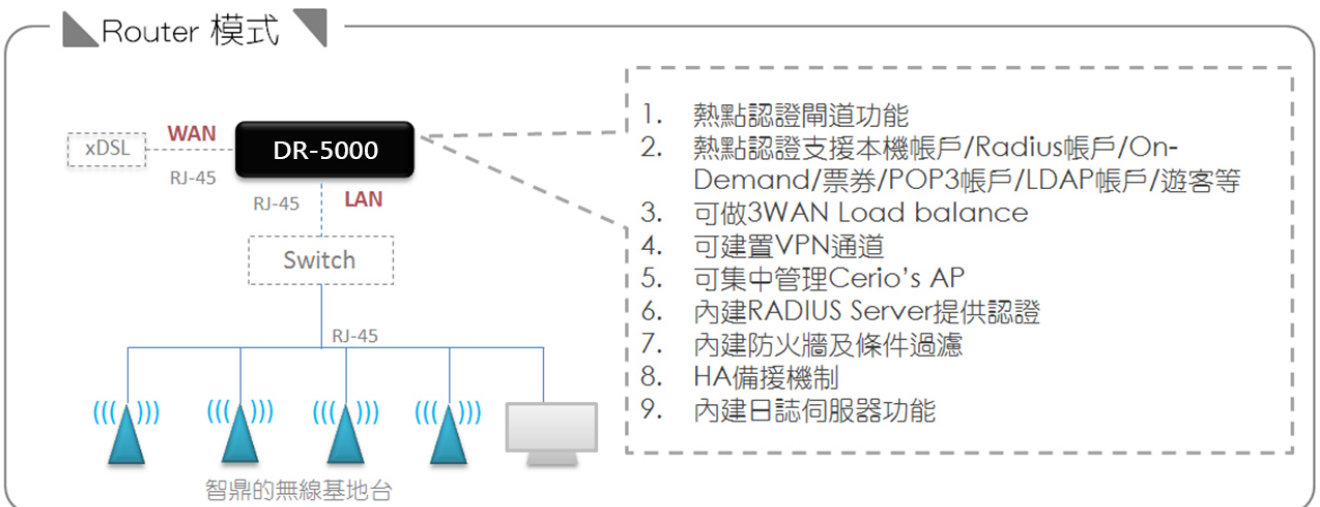 Router 模式
xDSL
WAN
RJ-45
DR-5000
RJ-45
LAN
Switch
RJ-45
智鼎的無線基地台
1. 熱點認證閘道功能
2. 熱點認證支援本機帳戶/Radius帳戶/On-
Demand/票券/POP3帳戶/LDAP帳戶/遊客等
3. 可做3WAN Load balance
4. 可建置VPN通道
5. 可集中管理Cerio's AP
6. 內建RADIUS Server提供認證
7. 內建防火牆及條件過濾
8. HA備援機制
9. 內建日誌伺服器功能